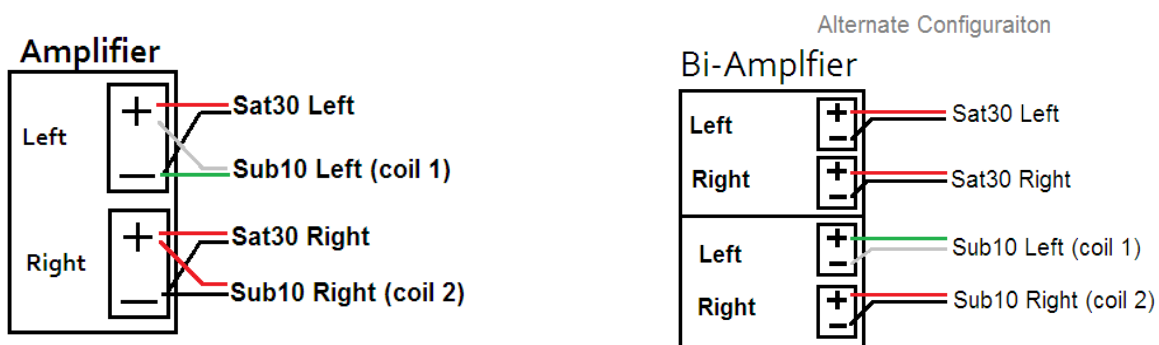 Amplifier
Left
+
−
Sat30 Left
Sub10 Left (coil 1)
Right
+
−
Sat30 Right
Sub10 Right (coil 2)
Alternate Configuraiton
Bi-Amplfier
Left
+
−
Sat30 Left
Right
+
−
Sat30 Right
Left
+
−
Sub10 Left (coil 1)
Right
+
−
Sub10 Right (coil 2)